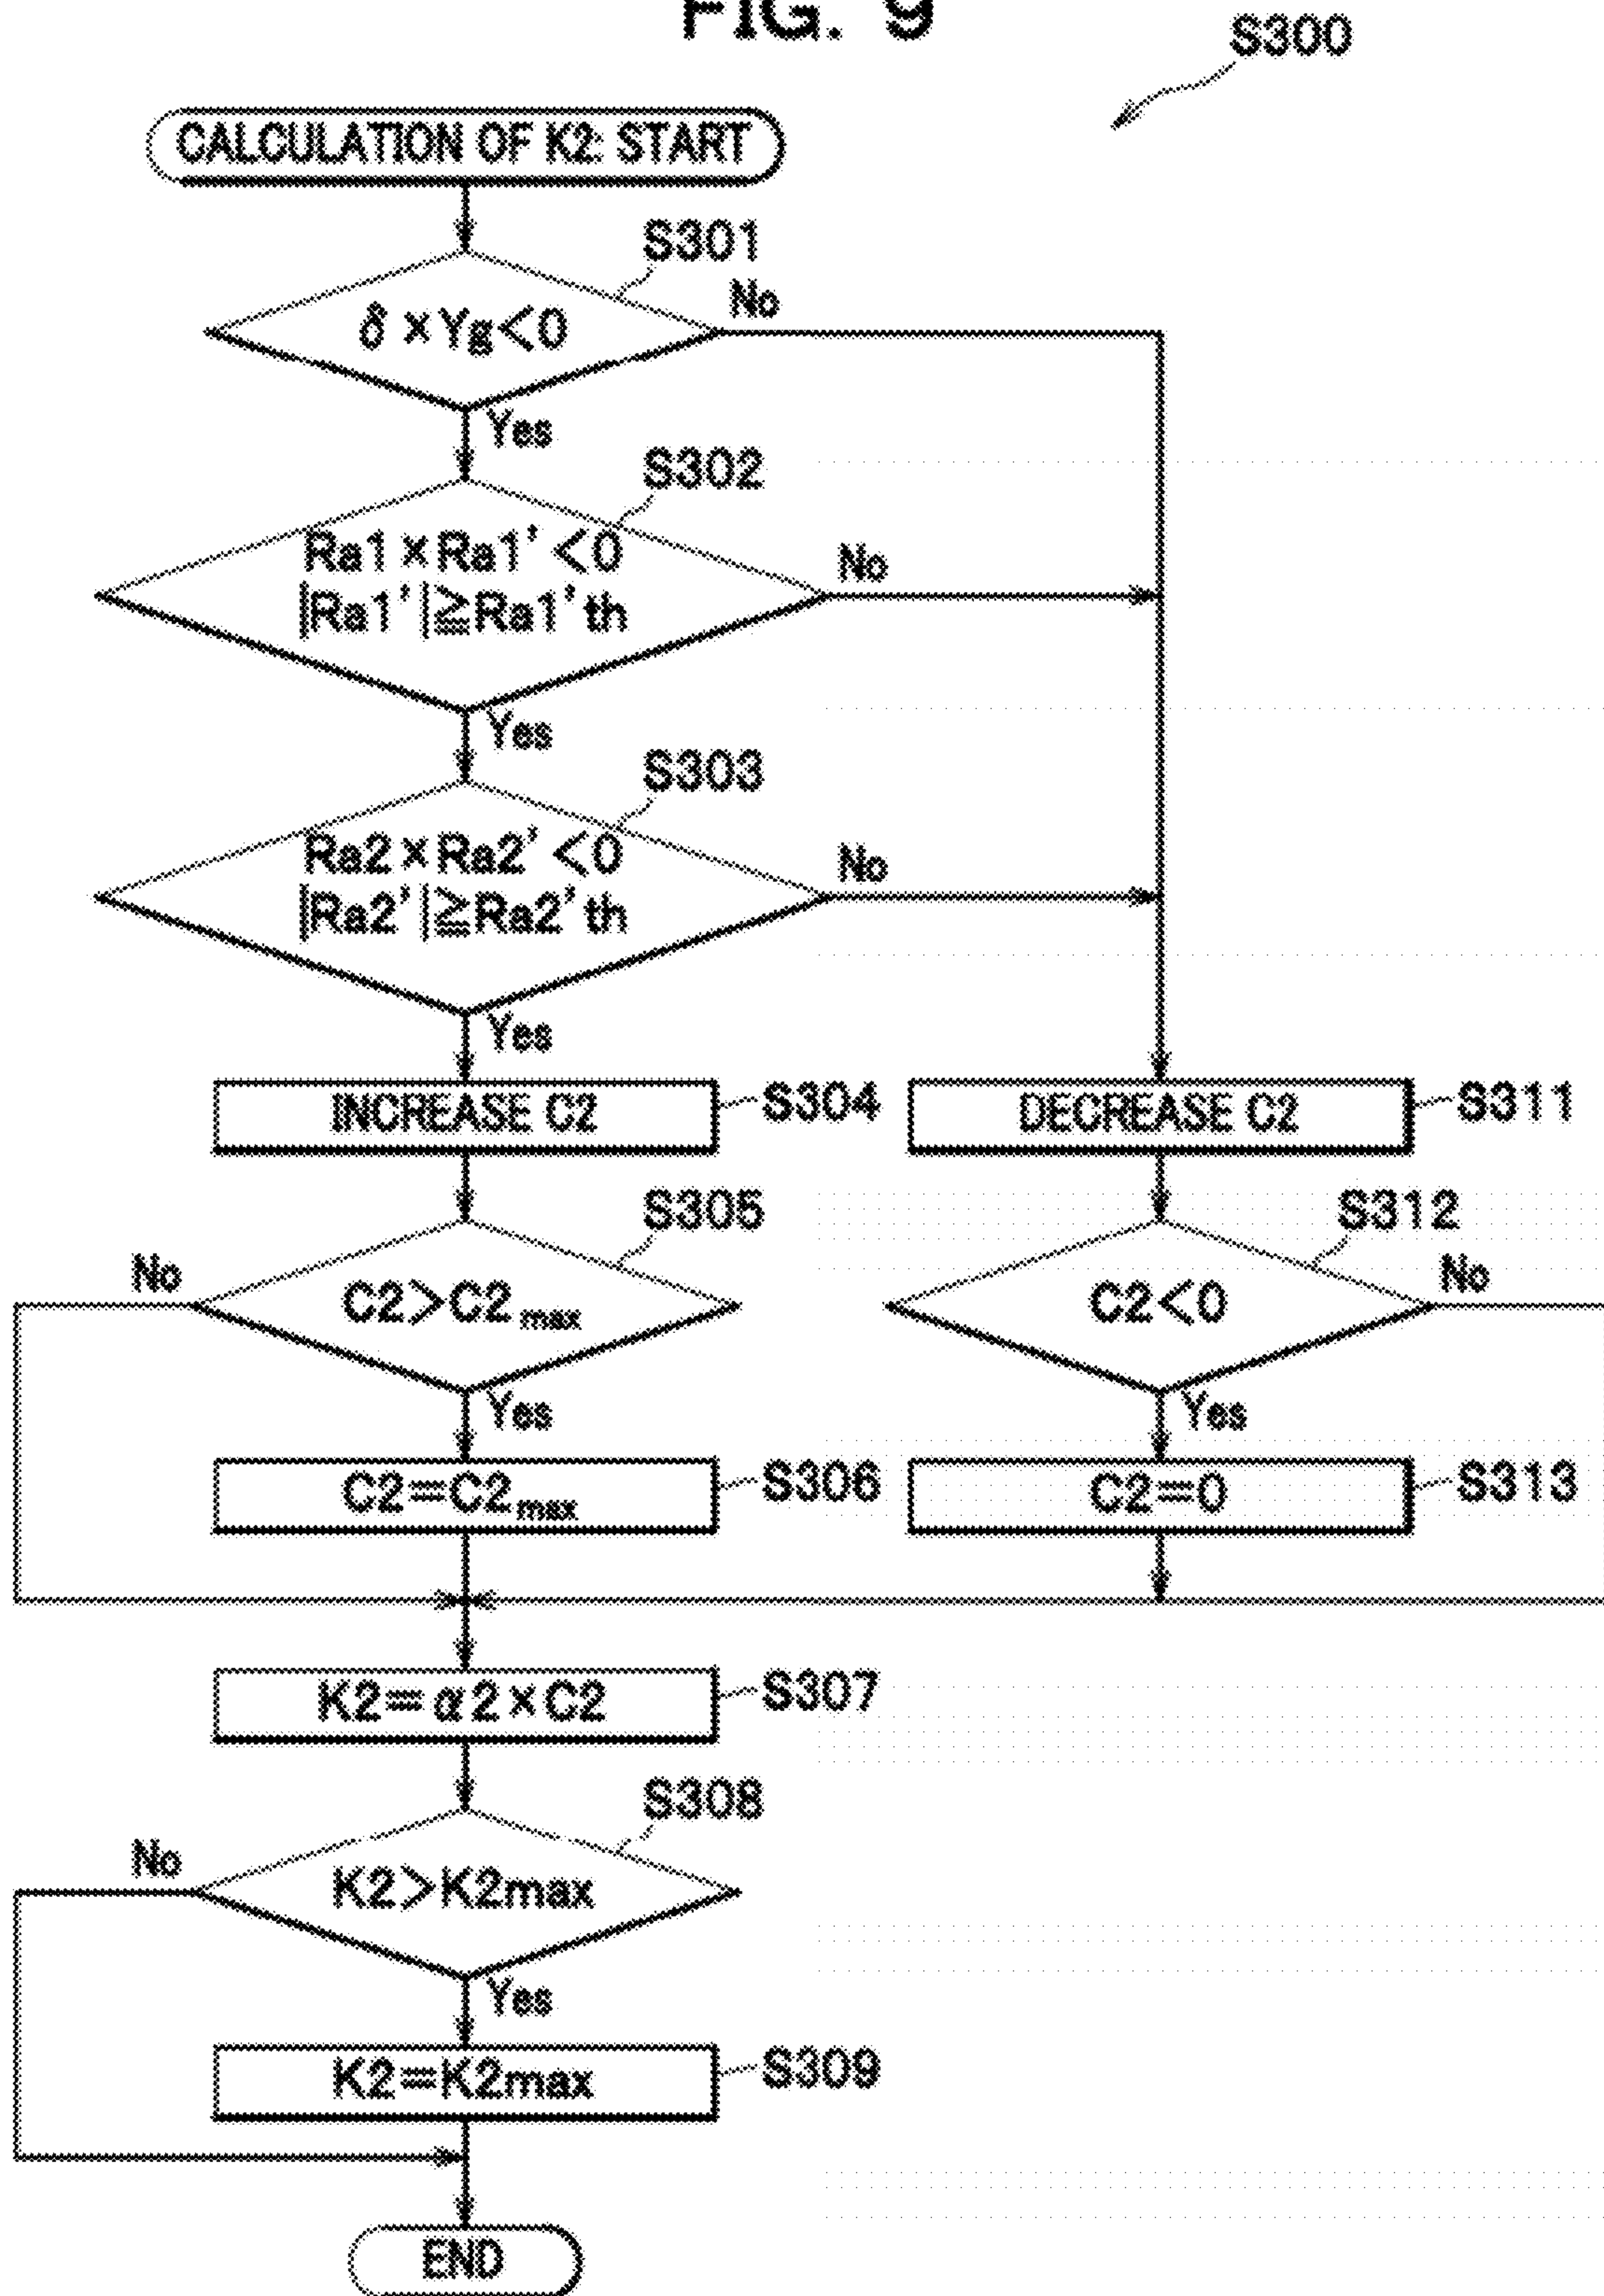 FIG. 9
S300
CALCULATION OF K2: START
S301
δ × Yg<0
No
Yes
S302
Ra1 × Ra1' <0
|Ra1'|≧Ra1'th
No
Yes
S303
Ra2 × Ra2' <0
|Ra2'|≧Ra2'th
No
Yes
INCREASE C2
S304
DECREASE C2
S311
S305
C2>C2max
No
Yes
S312
C2<0
No
Yes
C2=C2max
S306
C2=0
S313
K2=α2×C2
S307
S308
K2>K2max
No
Yes
K2=K2max
S309
END